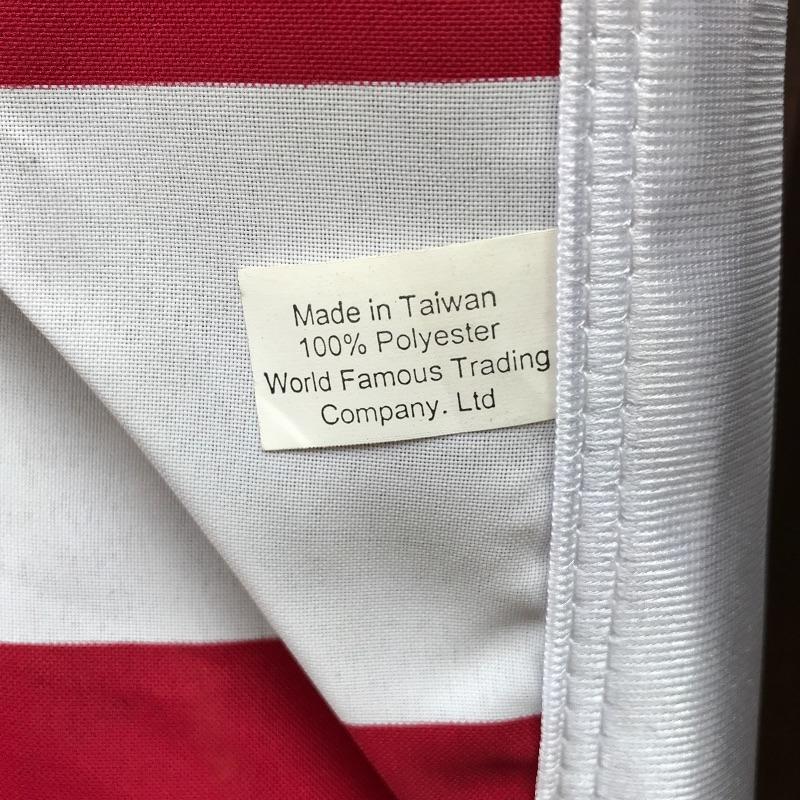 Made in Taiwan
100% Polyester
World Famous Trading
Company. Ltd